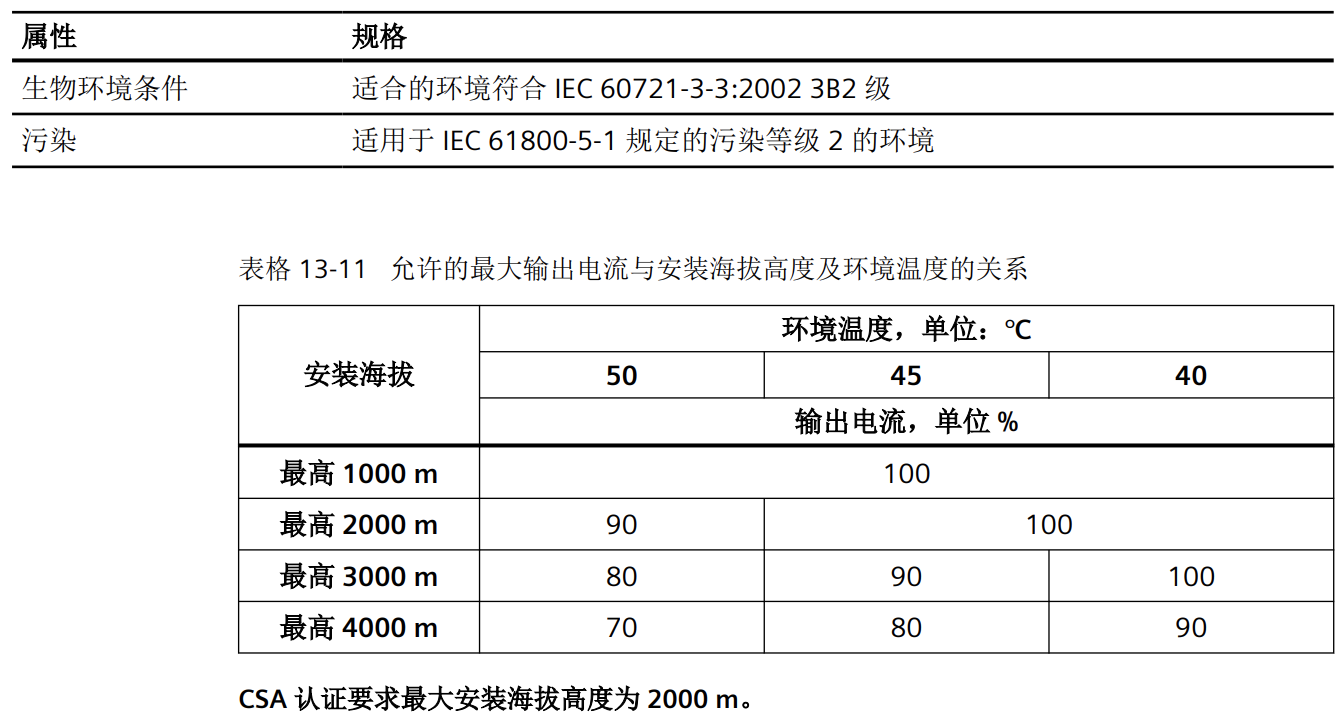 属性 规格
生物环境条件 适合的环境符合 IEC 60721-3-3:2002 3B2 级
污染 适用于 IEC 61800-5-1 规定的污染等级 2 的环境
表格 13-11 允许的最大输出电流与安装海拔高度及环境温度的关系
安装海拔 环境温度，单位：℃
50 45 40
输出电流，单位 %
最高 1000 m 100
最高 2000 m 90 100
最高 3000 m 80 90 100
最高 4000 m 70 80 90
CSA 认证要求最大安装海拔高度为 2000 m。